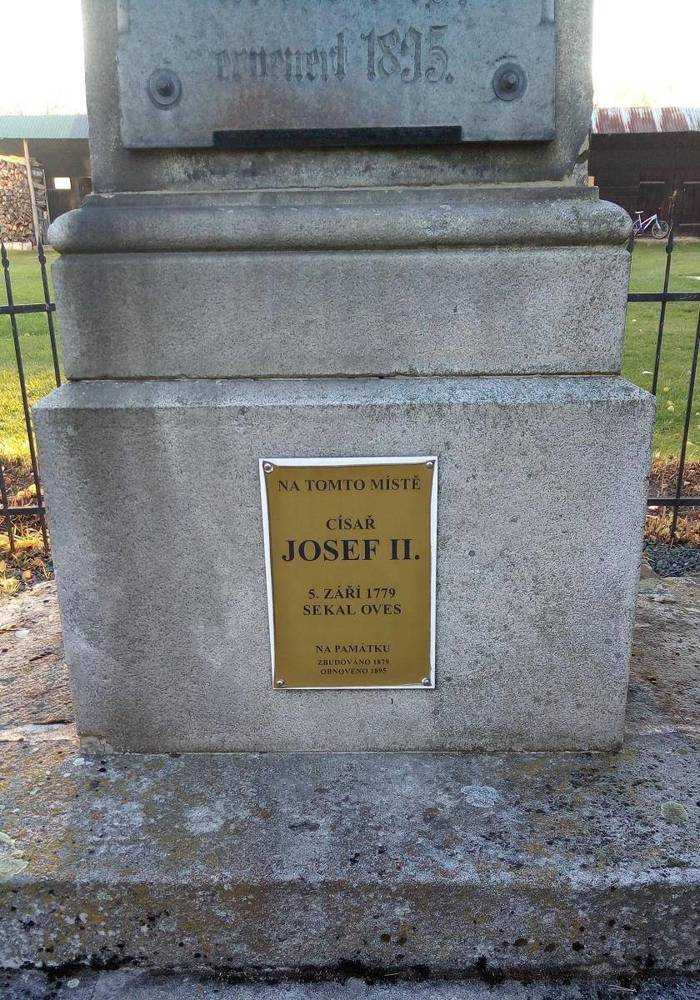 erneuert 1895.
NA TOMTO MÍSTĚ
CÍSAŘ
JOSEF II.
5. ZÁŘÍ 1779
SEKAL OVES
NA PAMÁTKU
ZBUDOVÁNO 1879
OBNOVENO 1895